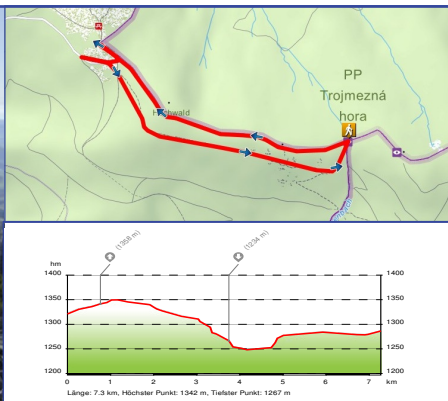 PP
Trojmezná
hora
Hochwald
(1358 m)
(1234 m)
hm
1400
1350
1300
1250
1200
1400
1350
1300
1250
1200
0
1
2
3
4
5
6
7
km
Länge: 7.3 km, Höchster Punkt: 1342 m, Tiefster Punkt: 1267 m